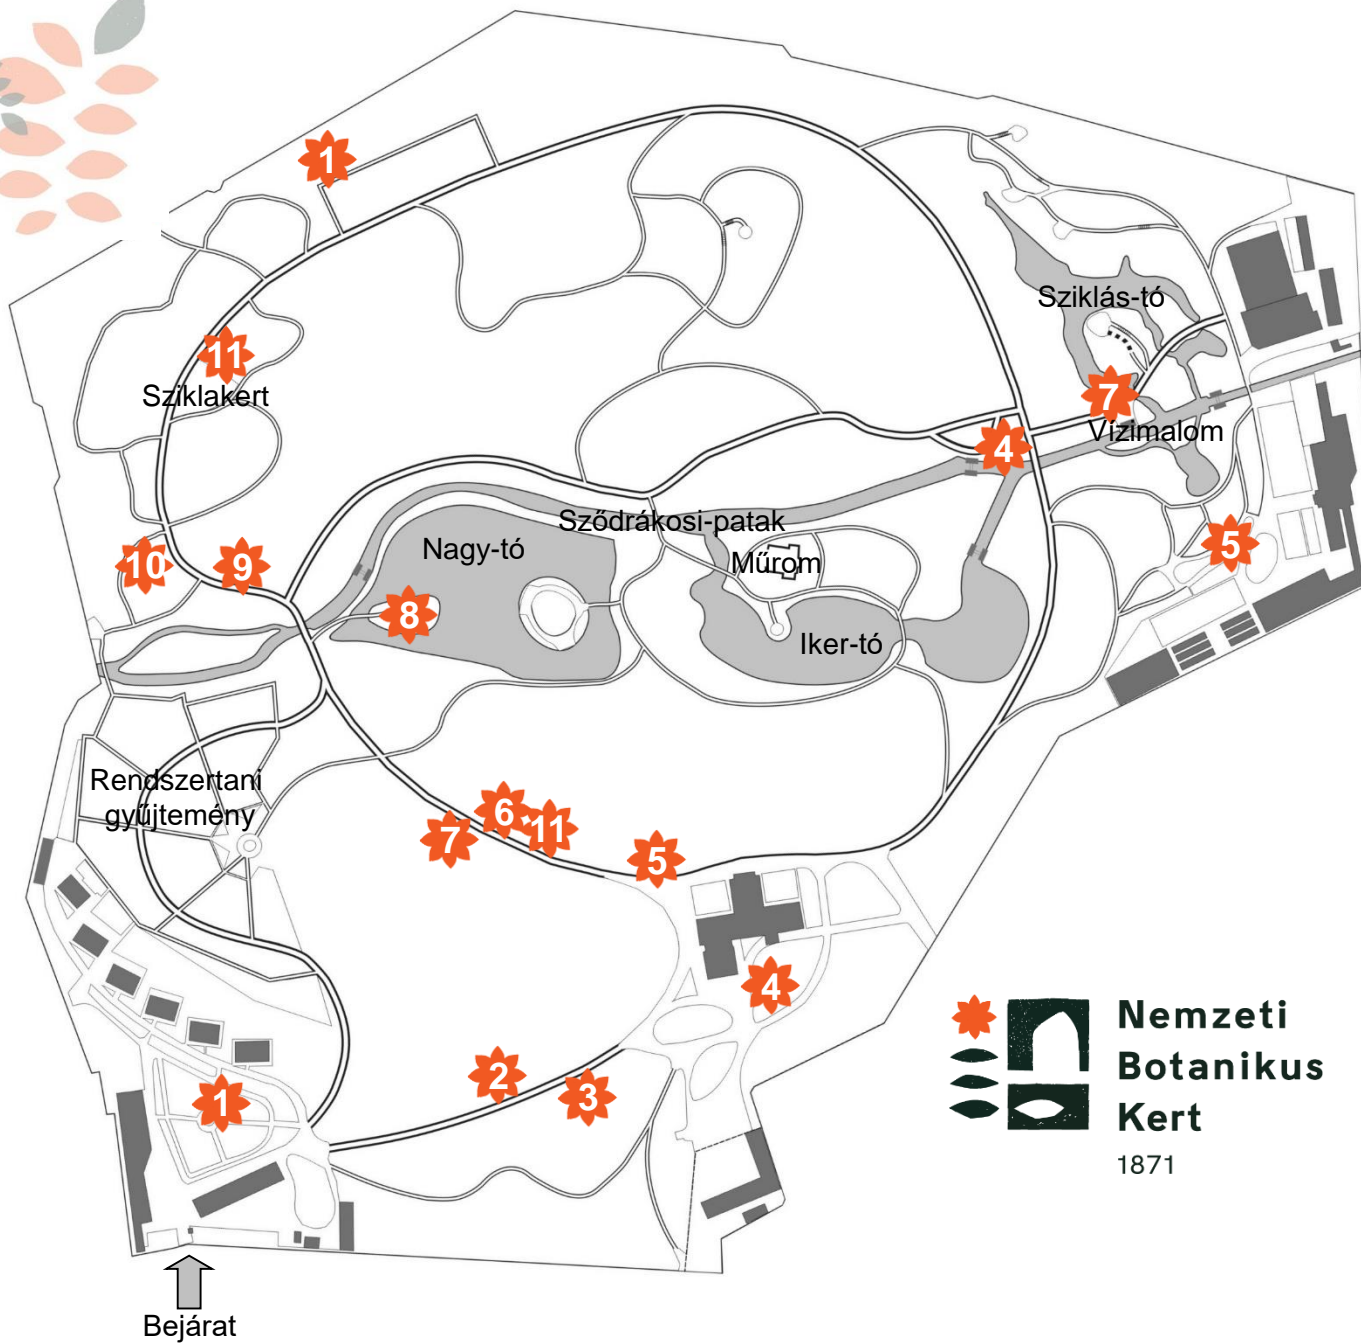 1
Sziklás-tó
11
Sziklakert
7
Vízimalom
4
Sződrákosi-patak
5
Nagy-tó
Műrom
10
9
8
Iker-tó
Rendszertani
gyűjtemény
6
11
7
5
4
Nemzeti
Botanikus
Kert
1871
2
3
1
Bejárat